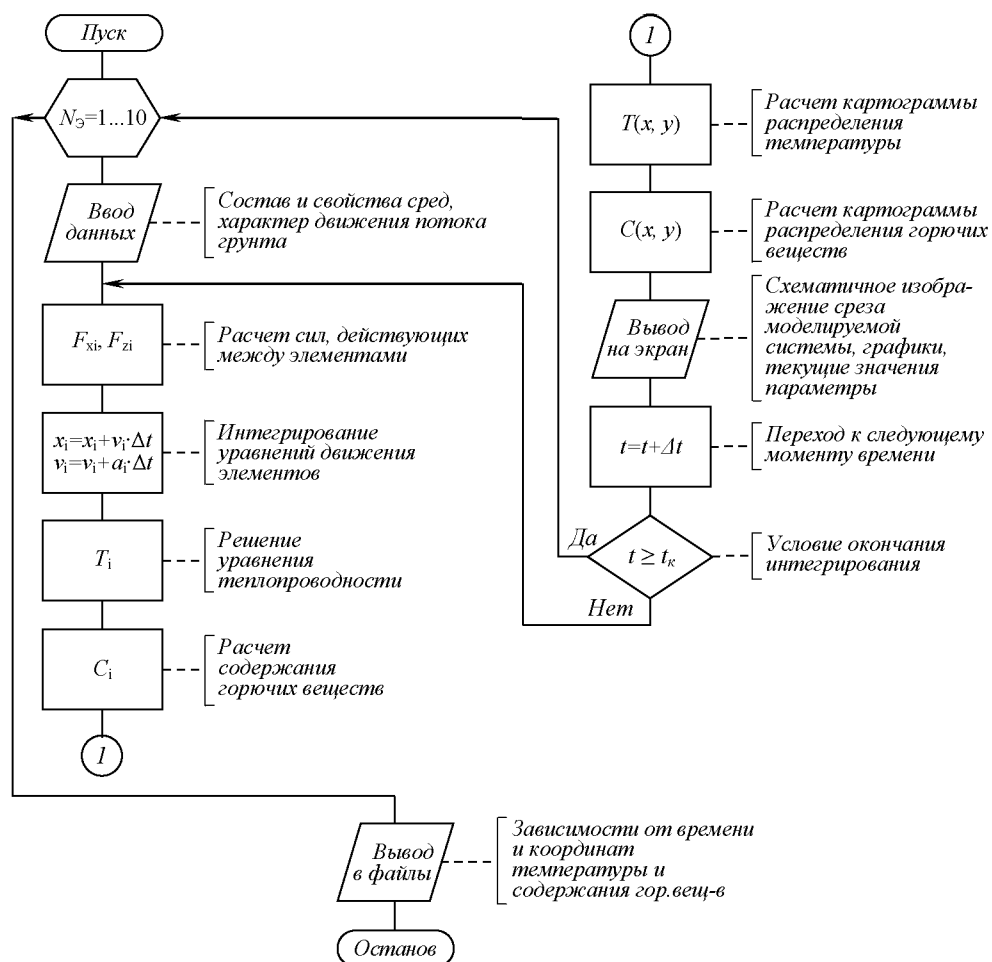 Пуск
Nэ=1...10
Ввод
данных
Состав и свойства сред,
характер движения потока
грунта
Fxi, Fzi
Расчет сил, действующих
между элементами
xi=xi+vi·Δt
vi=vi+ai·Δt
Интегрирование
уравнений движения
элементов
Ti
Решение
уравнения
теплопроводности
Ci
Расчет
содержания
горючих веществ
1
1
T(x, y)
Расчет картограммы
распределения
температуры
C(x, y)
Расчет картограммы
распределения горючих
веществ
Вывод
на экран
Схематичное изобра-
жение среза
моделируемой
системы, графики,
текущие значения
параметры
t=t+Δt
Переход к следующему
моменту времени
Да
t ≥ tк
Условие окончания
интегрирования
Нет
Вывод
в файлы
Зависимости от времени
и координат
температуры и
содержания гор.вещ-в
Останов